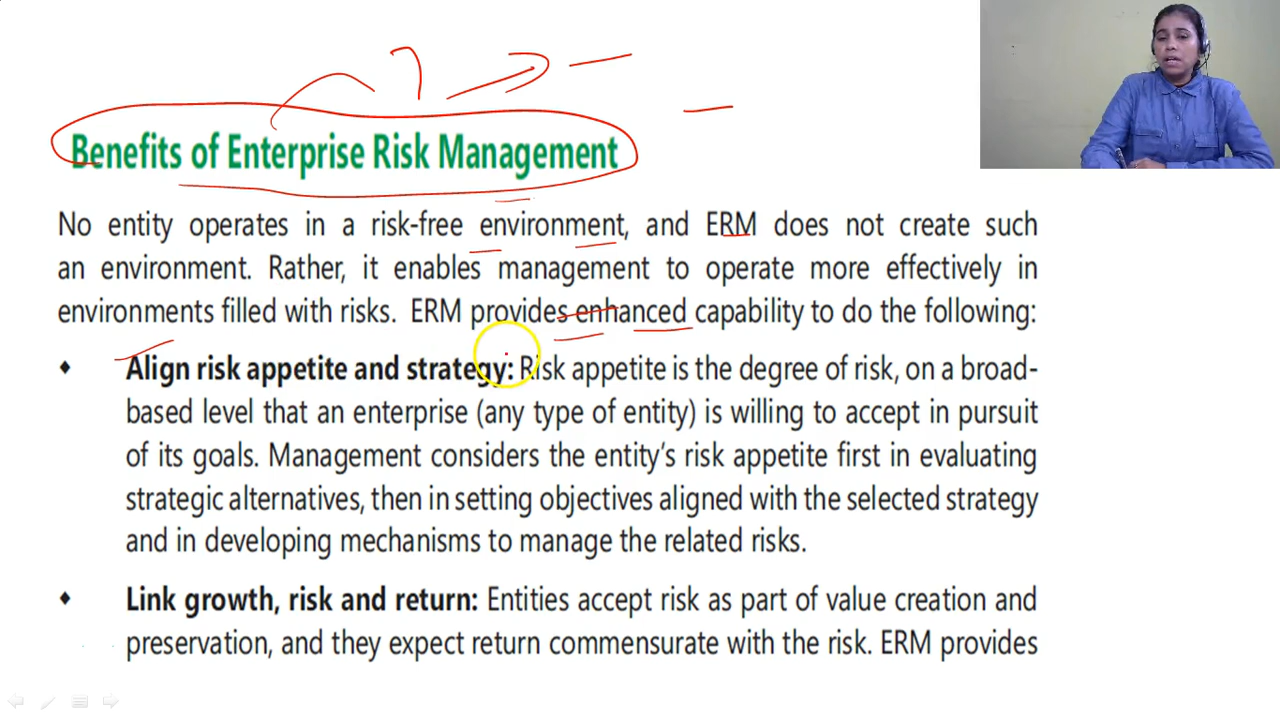 Benefits of Enterprise Risk Management
No entity operates in a risk-free environment, and ERM does not create such
an environment. Rather, it enables management to operate more effectively in
environments filled with risks. ERM provides enhanced capability to do the following:
♦ Align risk appetite and strategy: Risk appetite is the degree of risk, on a broad-
based level that an enterprise (any type of entity) is willing to accept in pursuit
of its goals. Management considers the entity's risk appetite first in evaluating
strategic alternatives, then in setting objectives aligned with the selected strategy
and in developing mechanisms to manage the related risks.
♦ Link growth, risk and return: Entities accept risk as part of value creation and
preservation, and they expect return commensurate with the risk. ERM provides